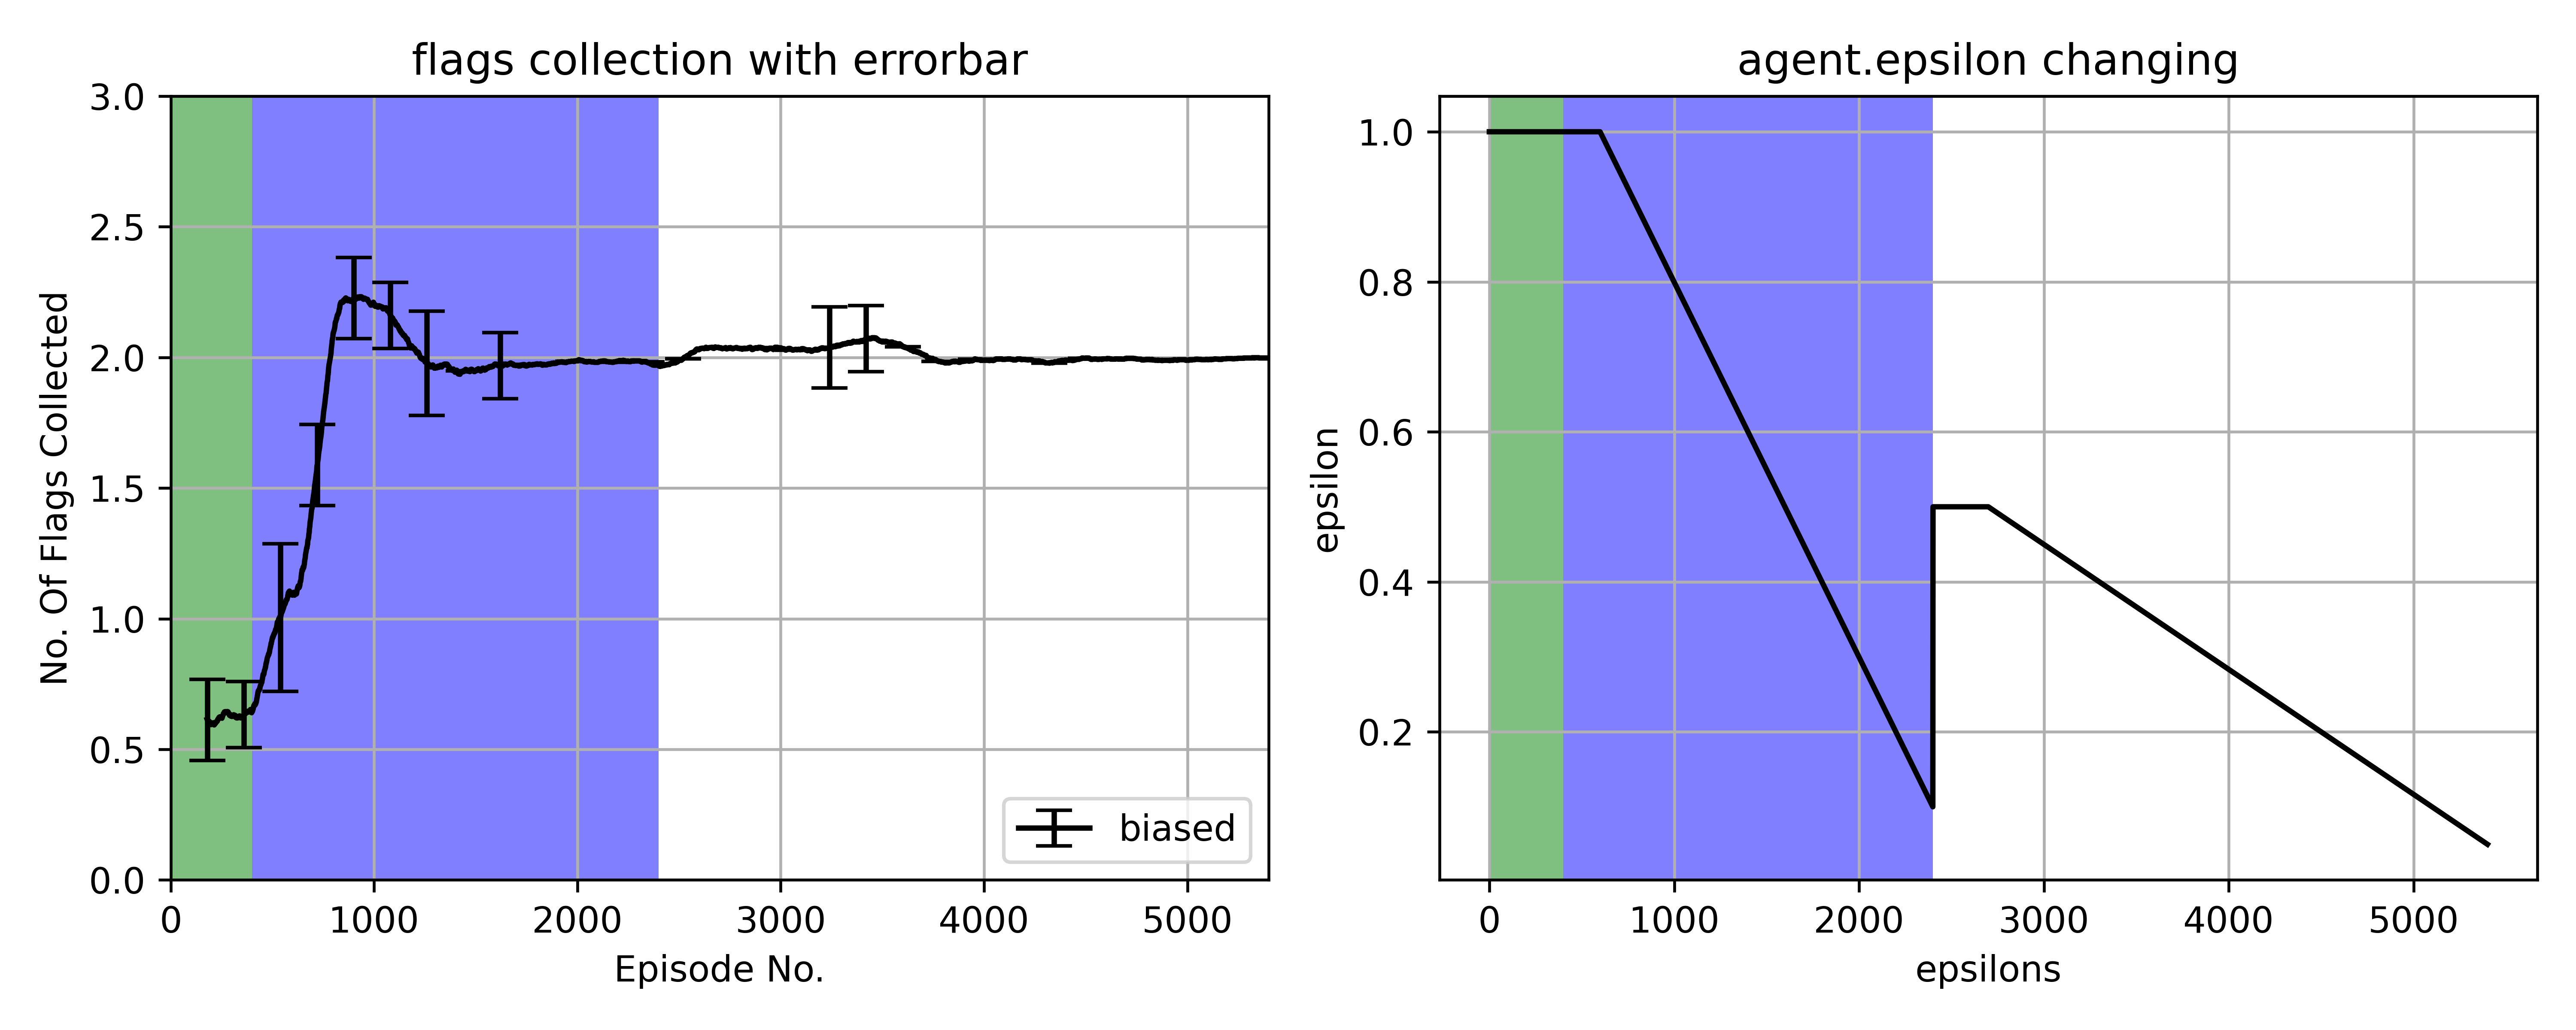 flags collection with errorbar
3.0
2.5
2.0
1.5
1.0
0.5
0.0
No. Of Flags Collected
0 1000 2000 3000 4000 5000
Episode No.
biased
agent.epsilon changing
1.0
0.8
0.6
0.4
0.2
epsilon
0 1000 2000 3000 4000 5000
epsilons